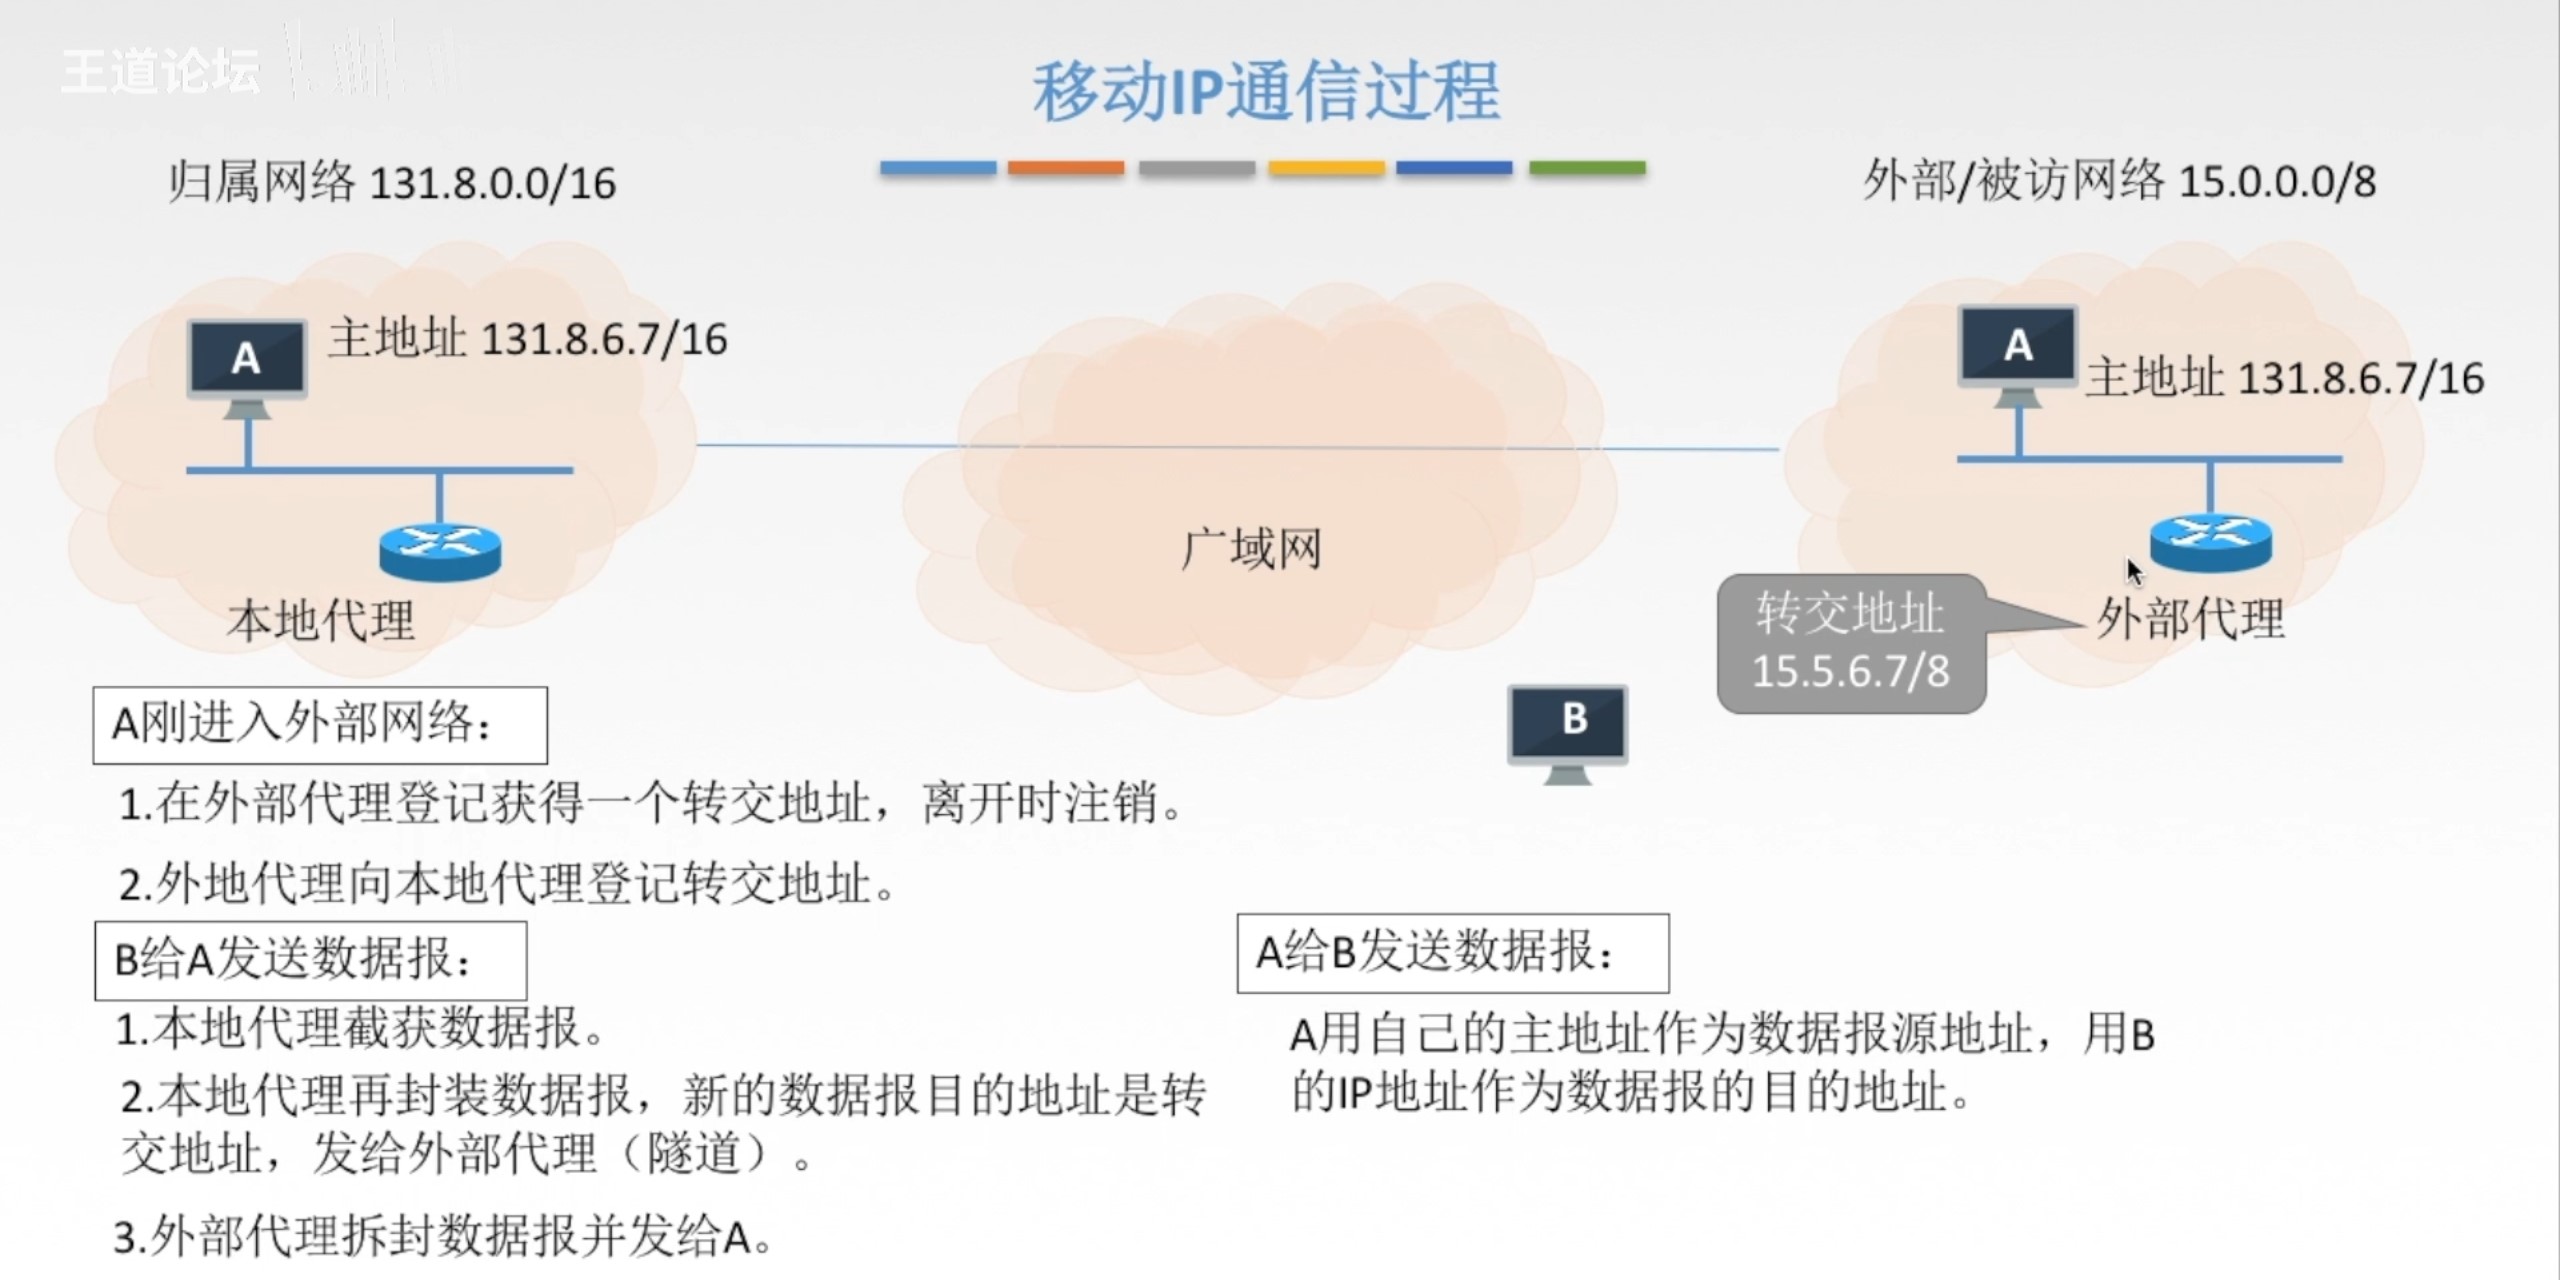 王道论坛
移动IP通信过程
归属网络 131.8.0.0/16
外部/被访网络 15.0.0.0/8
A
主地址 131.8.6.7/16
A
主地址 131.8.6.7/16
广域网
本地代理
转交地址
15.5.6.7/8
外部代理
B
A刚进入外部网络：
1.在外部代理登记获得一个转交地址，离开时注销。
2.外地代理向本地代理登记转交地址。
B给A发送数据报：
1.本地代理截获数据报。
2.本地代理再封装数据报，新的数据报目的地址是转
交地址，发给外部代理（隧道）。
3.外部代理拆封数据报并发给A。
A给B发送数据报：
A用自己的主地址作为数据报源地址，用B
的IP地址作为数据报的目的地址。